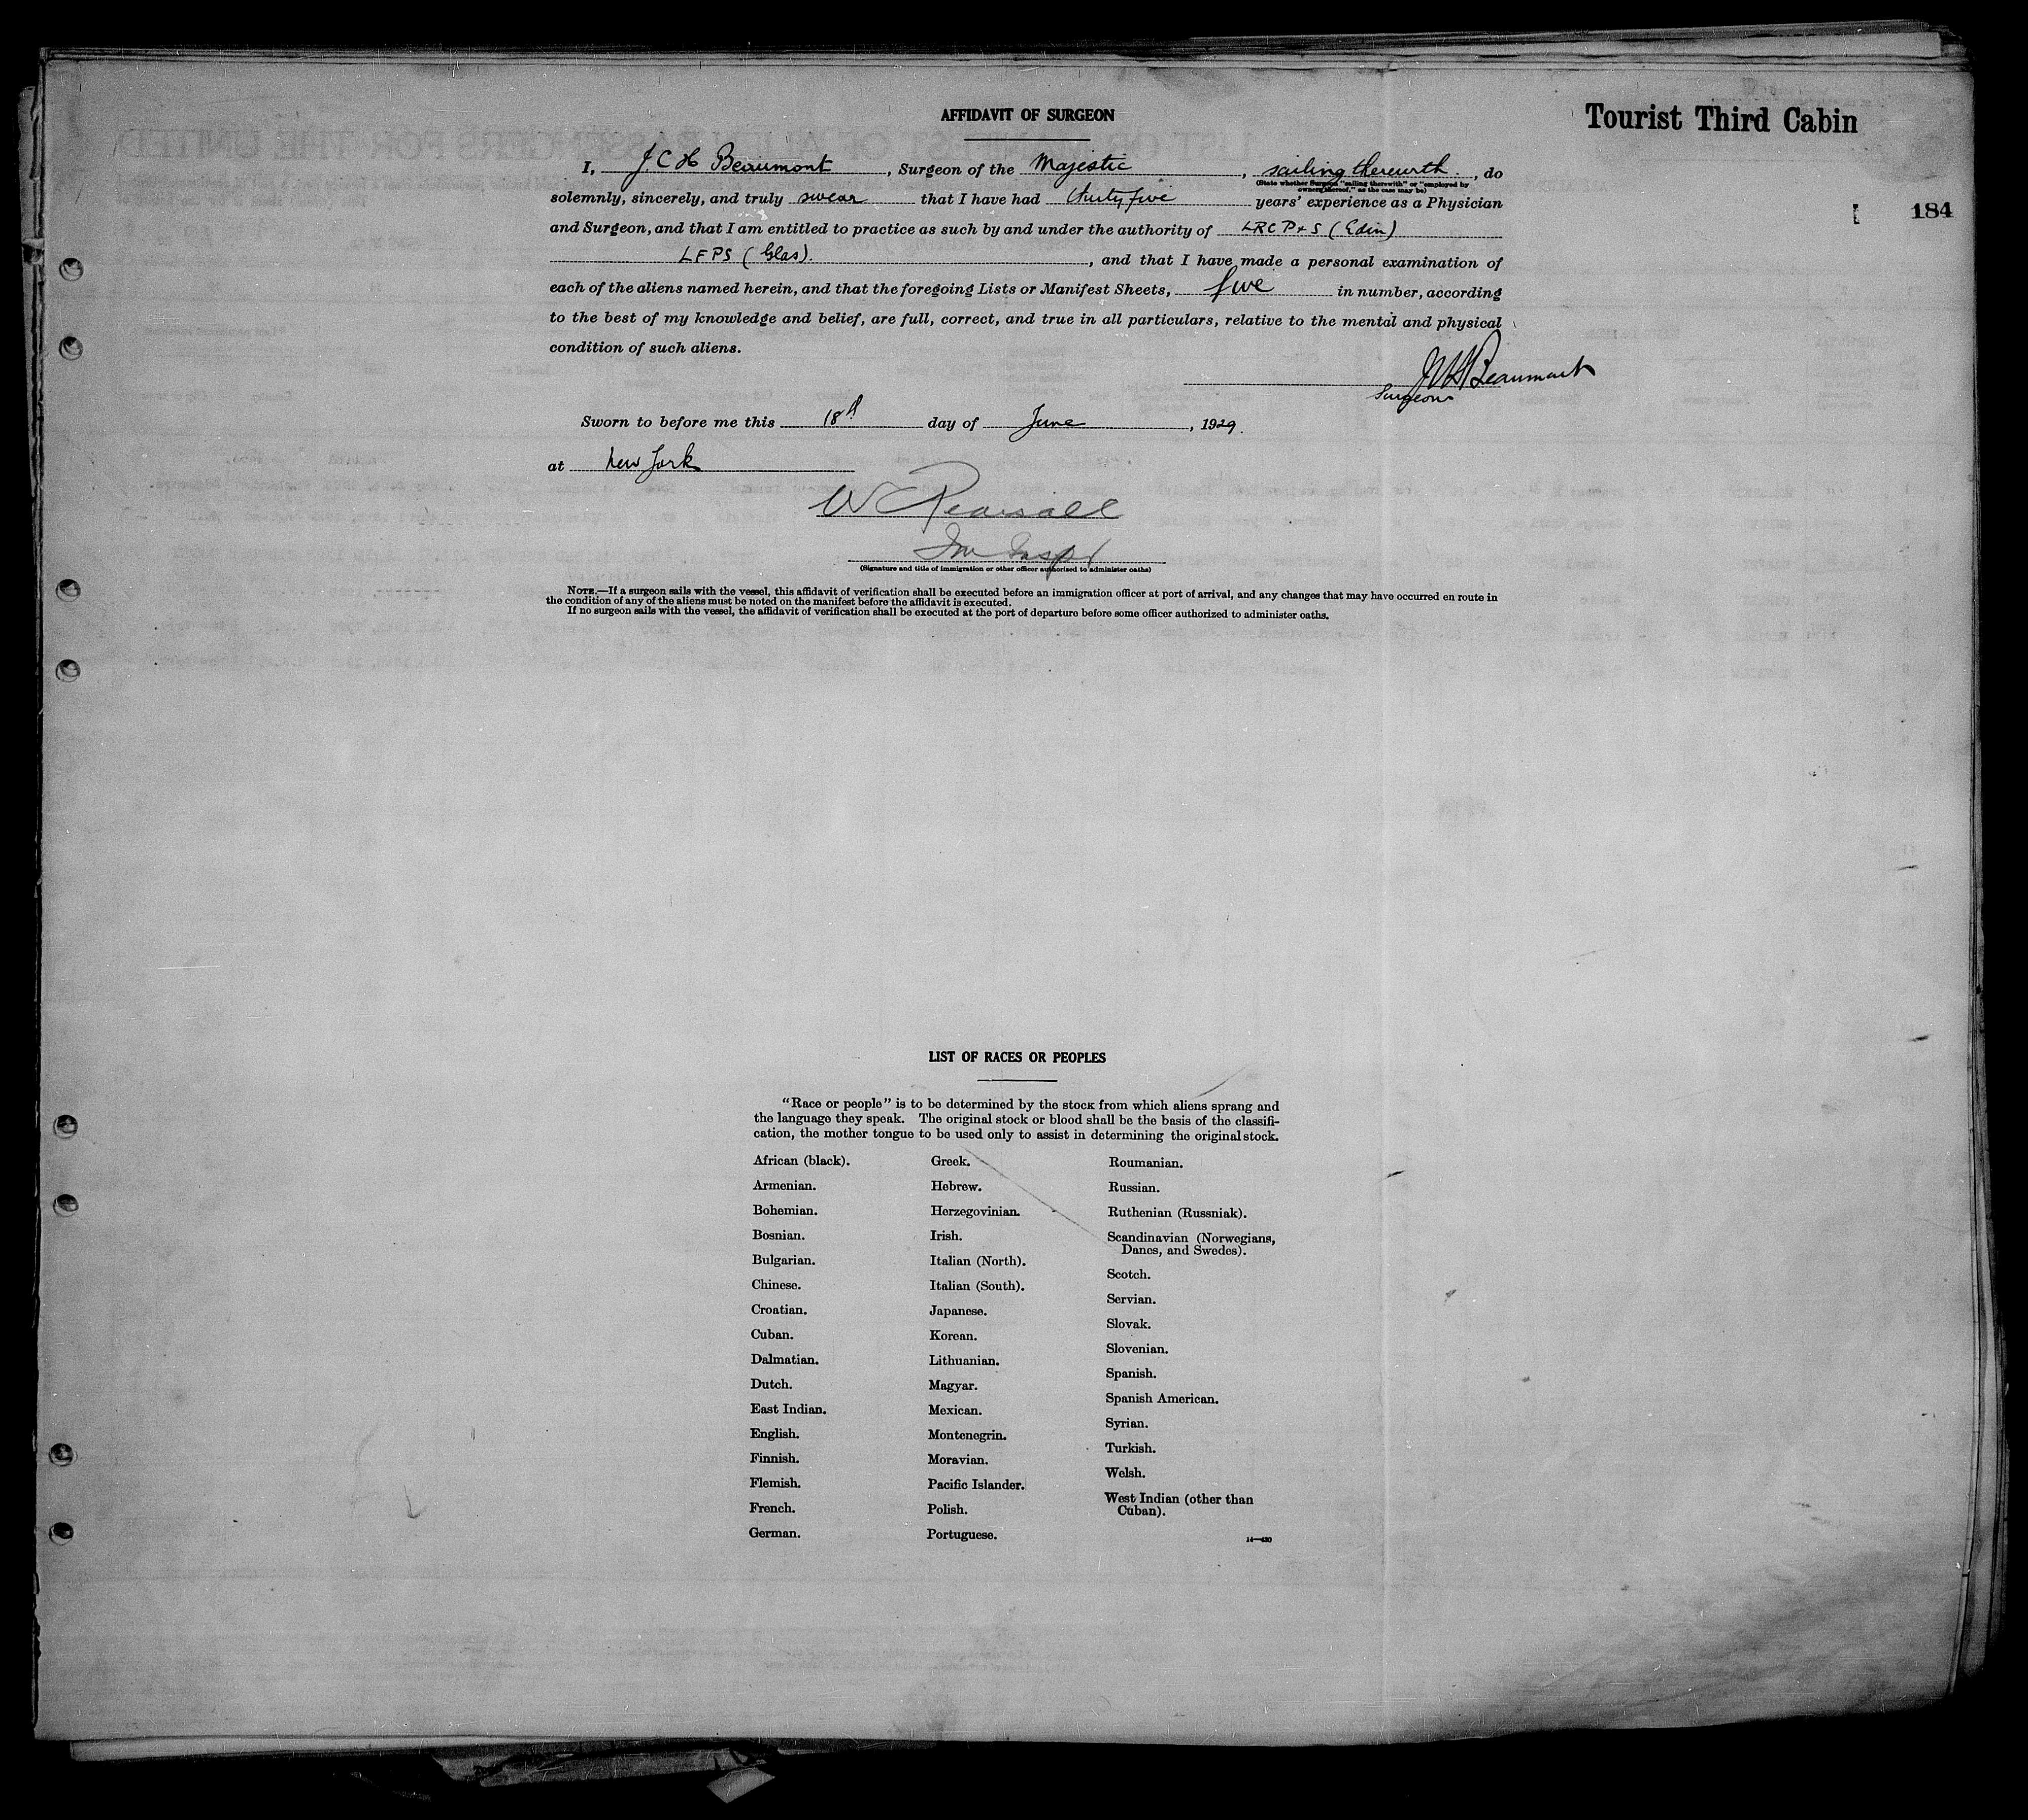 AFFIDAVIT OF SURGEON
Tourist Third Cabin
184
I, J. C H Beaumont, Surgeon of the Majestic, sailing therewith, do
(State whether Surgeon "sailing therewith" or "employed by
owners thereof," as the case may be)
solemnly, sincerely, and truly swear that I have had thirty five years' experience as a Physician
and Surgeon, and that I am entitled to practice as such by and under the authority of LRCP+S (Edin)
LFPS (Glas)., and that I have made a personal examination of
each of the aliens named herein, and that the foregoing Lists or Manifest Sheets, five in number, according
to the best of my knowledge and belief, are full, correct, and true in all particulars, relative to the mental and physical
condition of such aliens.
Beaumont
Surgeon
Sworn to before me this 18th day of June, 1929.
at New York
W Pearsall
Im Inspr
(Signature and title of immigration or other officer authorised to administer oaths)
NOTE.—If a surgeon sails with the vessel, this affidavit of verification shall be executed before an immigration officer at port of arrival, and any changes that may have occurred en route in
the condition of any of the aliens must be noted on the manifest before the affidavit is executed.
If no surgeon sails with the vessel, the affidavit of verification shall be executed at the port of departure before some officer authorized to administer oaths.
LIST OF RACES OR PEOPLES
"Race or people" is to be determined by the stock from which aliens sprang and
the language they speak. The original stock or blood shall be the basis of the classifi-
cation, the mother tongue to be used only to assist in determining the original stock.
African (black).
Armenian.
Bohemian.
Bosnian.
Bulgarian.
Chinese.
Croatian.
Cuban.
Dalmatian.
Dutch.
East Indian.
English.
Finnish.
Flemish.
French.
German.
Greek.
Hebrew.
Herzegovinian.
Irish.
Italian (North).
Italian (South).
Japanese.
Korean.
Lithuanian.
Magyar.
Mexican.
Montenegrin.
Moravian.
Pacific Islander.
Polish.
Portuguese.
Roumanian.
Russian.
Ruthenian (Russniak).
Scandinavian (Norwegians,
Danes, and Swedes).
Scotch.
Servian.
Slovak.
Slovenian.
Spanish.
Spanish American.
Syrian.
Turkish.
Welsh.
West Indian (other than
Cuban).
14—430